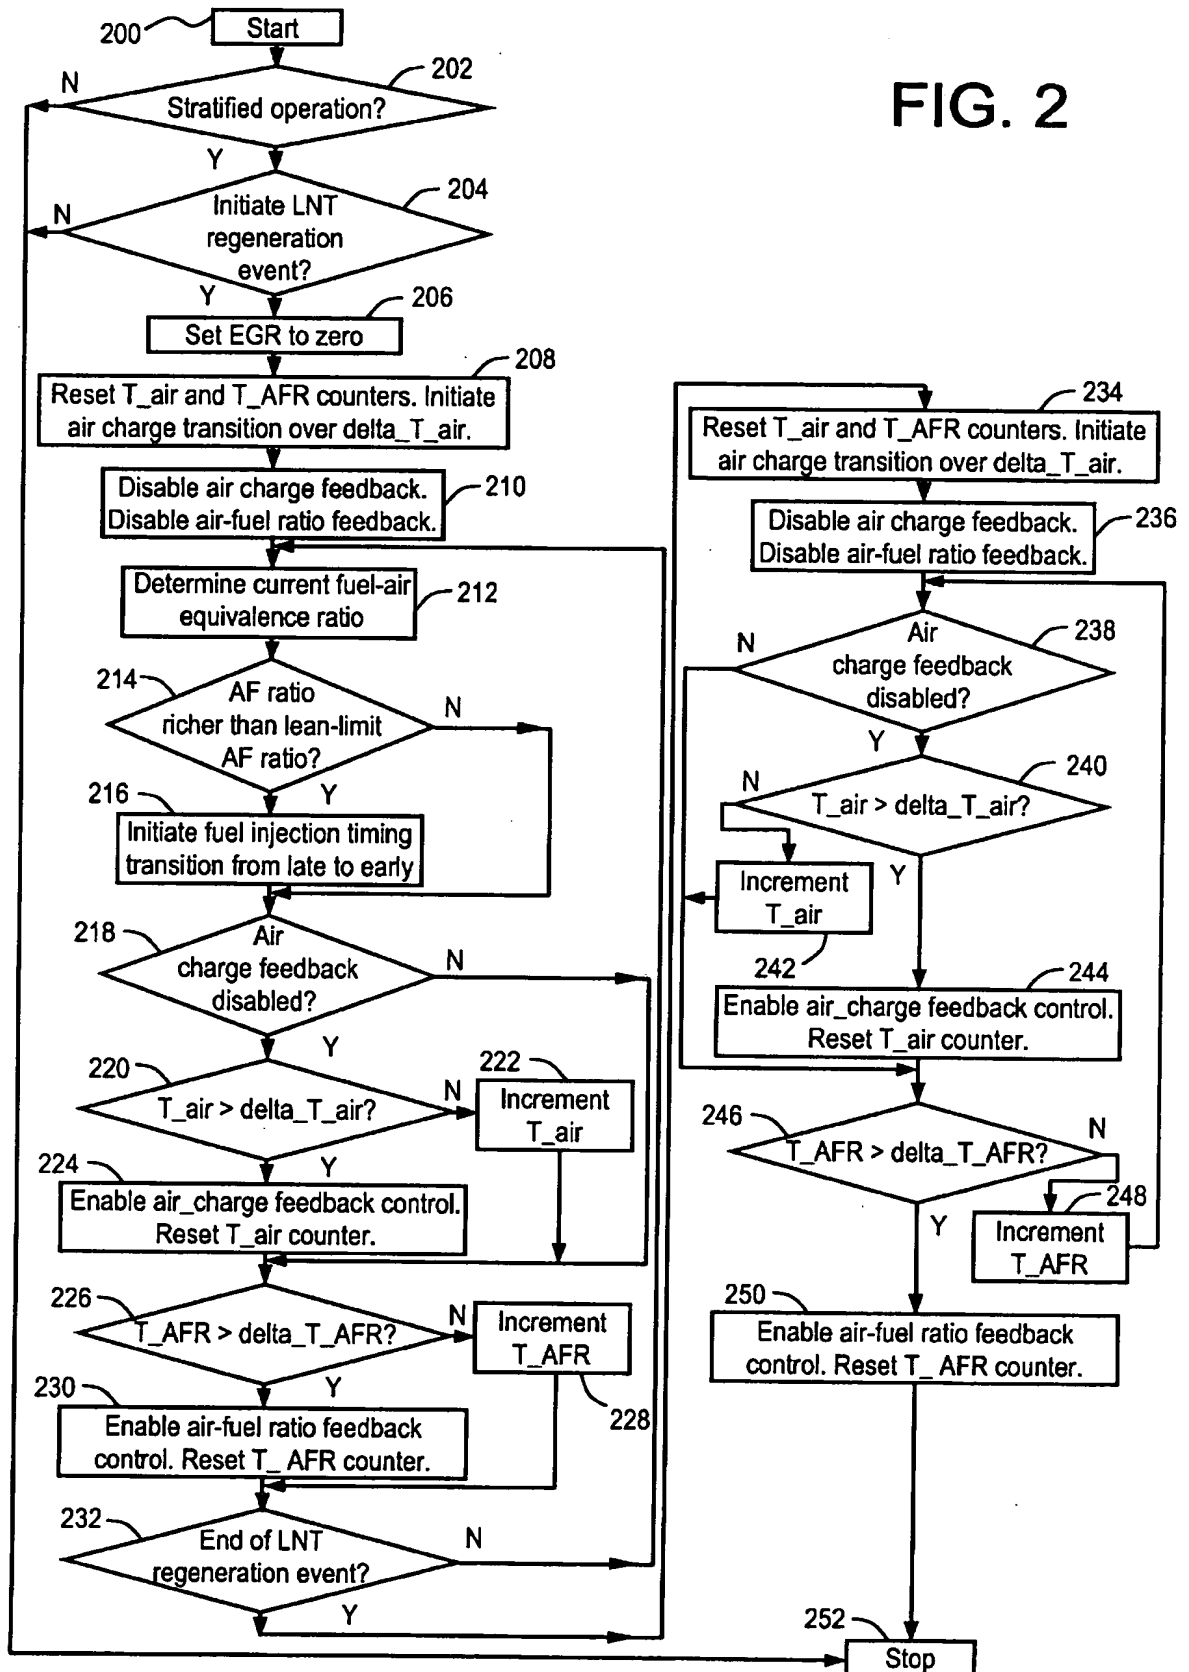 FIG. 2
200
Start
N
202
Stratified operation?
Y
204
N
Initiate LNT
regeneration
event?
Y
206
Set EGR to zero
208
Reset T_air and T_AFR counters. Initiate
air charge transition over delta_T_air.
210
Disable air charge feedback.
Disable air-fuel ratio feedback.
212
Determine current fuel-air
equivalence ratio
214
AF ratio
richer than lean-limit
AF ratio?
N
Y
216
Initiate fuel injection timing
transition from late to early
218
Air
charge feedback
disabled?
N
Y
220
T_air > delta_T_air?
N
222
Increment
T_air
Y
224
Enable air_charge feedback control.
Reset T_air counter.
226
T_AFR > delta_T_AFR?
N
Increment
T_AFR
228
Y
230
Enable air-fuel ratio feedback
control. Reset T_ AFR counter.
232
End of LNT
regeneration event?
N
Y
234
Reset T_air and T_AFR counters. Initiate
air charge transition over delta_T_air.
236
Disable air charge feedback.
Disable air-fuel ratio feedback.
238
N
Air
charge feedback
disabled?
Y
240
N
T_air > delta_T_air?
Y
Increment
T_air
242
244
Enable air_charge feedback control.
Reset T_air counter.
246
N
T_AFR > delta_T_AFR?
Y
248
Increment
T_AFR
250
Enable air-fuel ratio feedback
control. Reset T_ AFR counter.
252
Stop